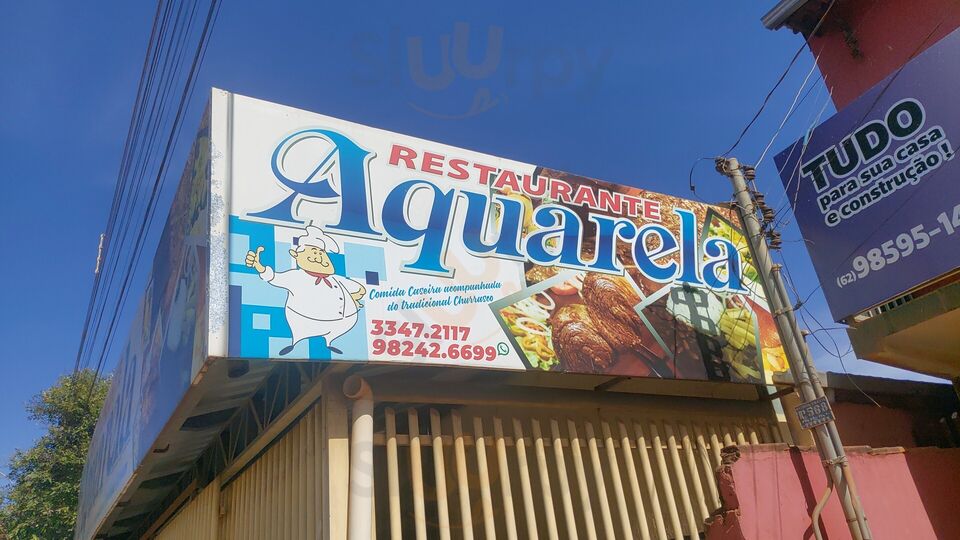 Sluurpy
RESTAURANTE
Aquarela
Comida Caseira acompanhada
do tradicional Churrasco
3347.2117
98242.6699
TUDO
para sua casa
e construção!
(62)98595-14